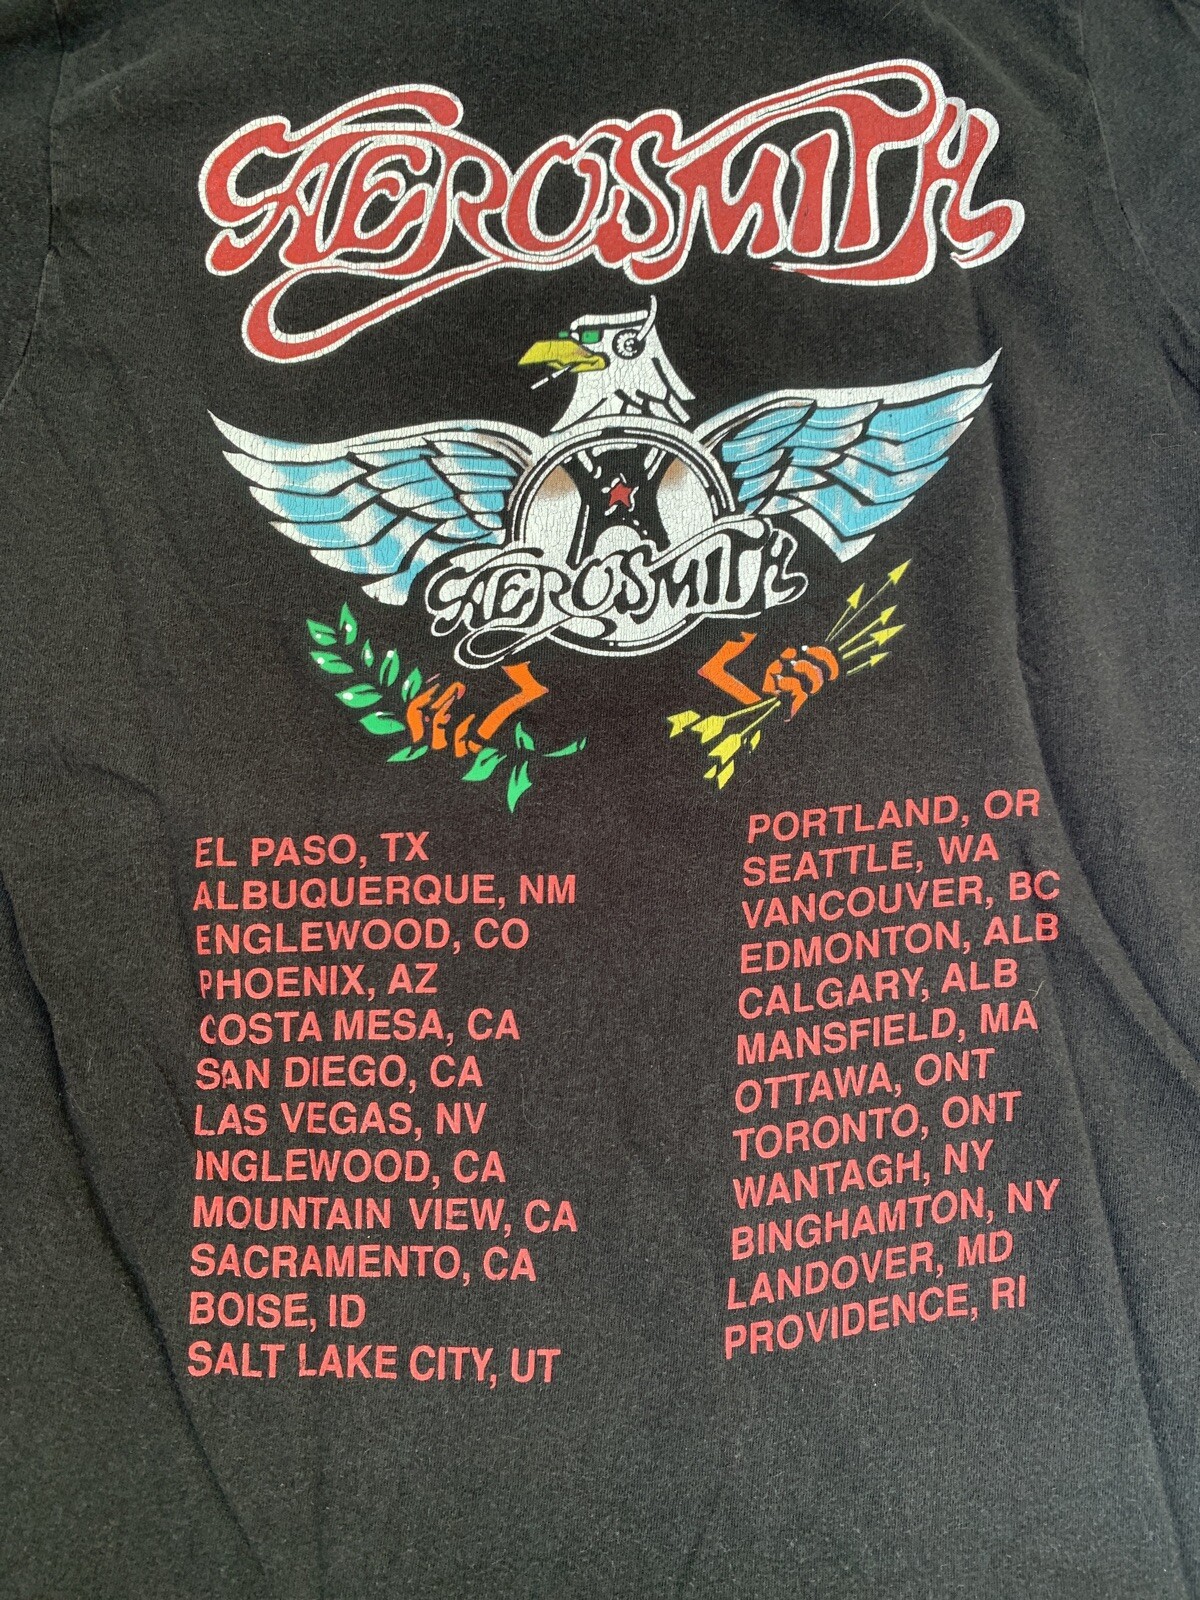 AEROSMITH
AEROSMITH
EL PASO, TX
ALBUQUERQUE, NM
ENGLEWOOD, CO
PHOENIX, AZ
COSTA MESA, CA
SAN DIEGO, CA
LAS VEGAS, NV
INGLEWOOD, CA
MOUNTAIN VIEW, CA
SACRAMENTO, CA
BOISE, ID
SALT LAKE CITY, UT
PORTLAND, OR
SEATTLE, WA
VANCOUVER, BC
EDMONTON, ALB
CALGARY, ALB
MANSFIELD, MA
OTTAWA, ONT
TORONTO, ONT
WANTAGH, NY
BINGHAMTON, NY
LANDOVER, MD
PROVIDENCE, RI